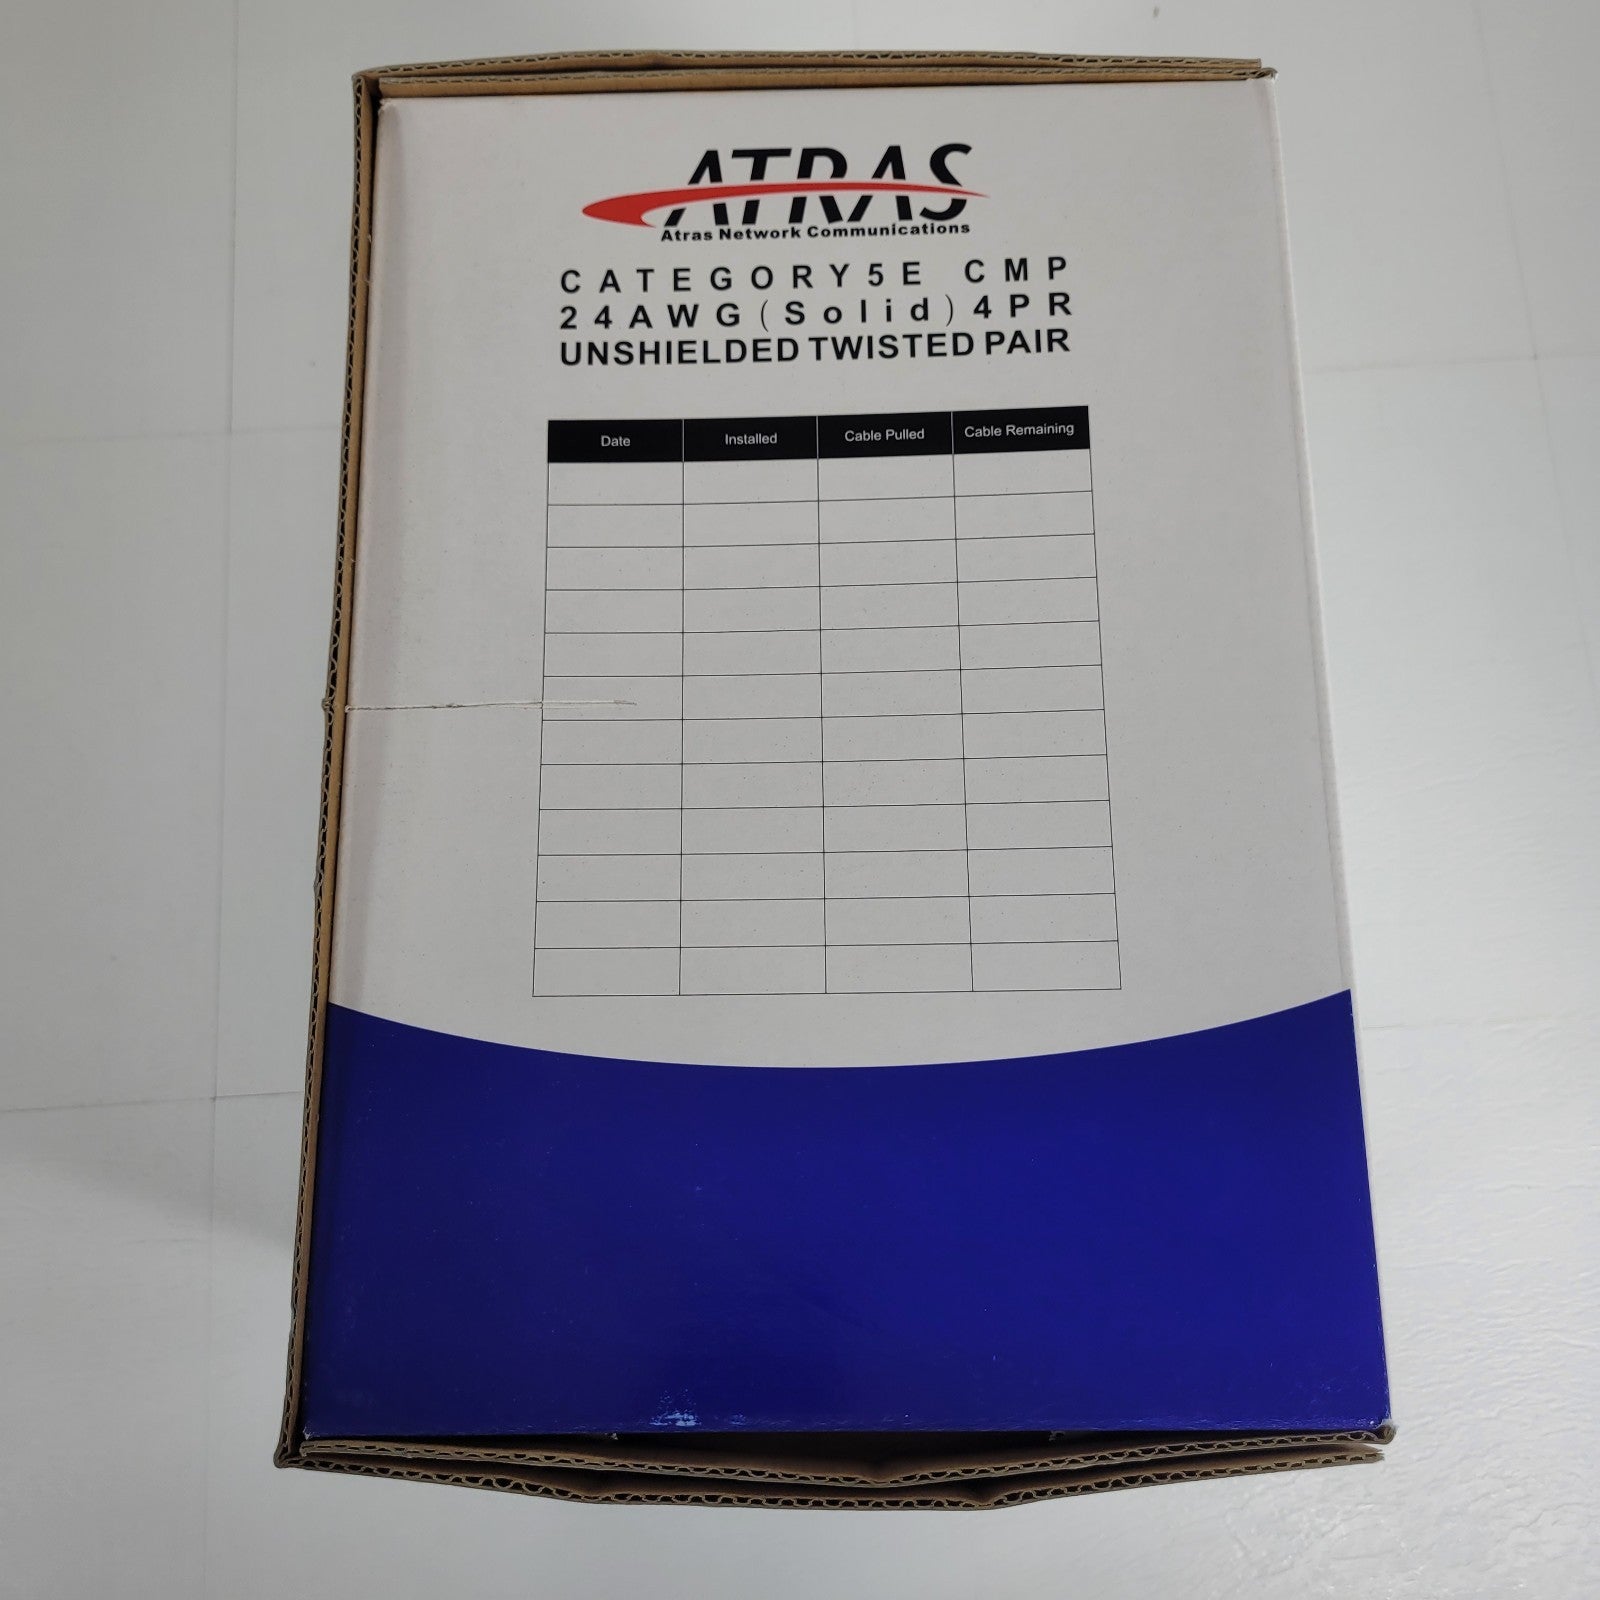 ATRAS
Atras Network Communications
CATEGORY5E CMP
24AWG(Solid)4PR
UNSHIELDED TWISTED PAIR
Date Installed Cable Pulled Cable Remaining